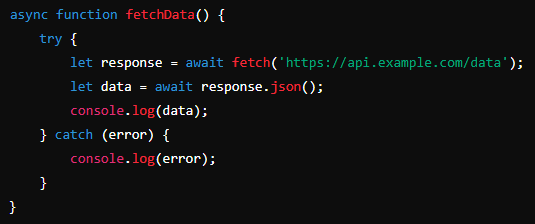 async function fetchData() {
    try {
        let response = await fetch('https://api.example.com/data');
        let data = await response.json();
        console.log(data);
    } catch (error) {
        console.log(error);
    }
}